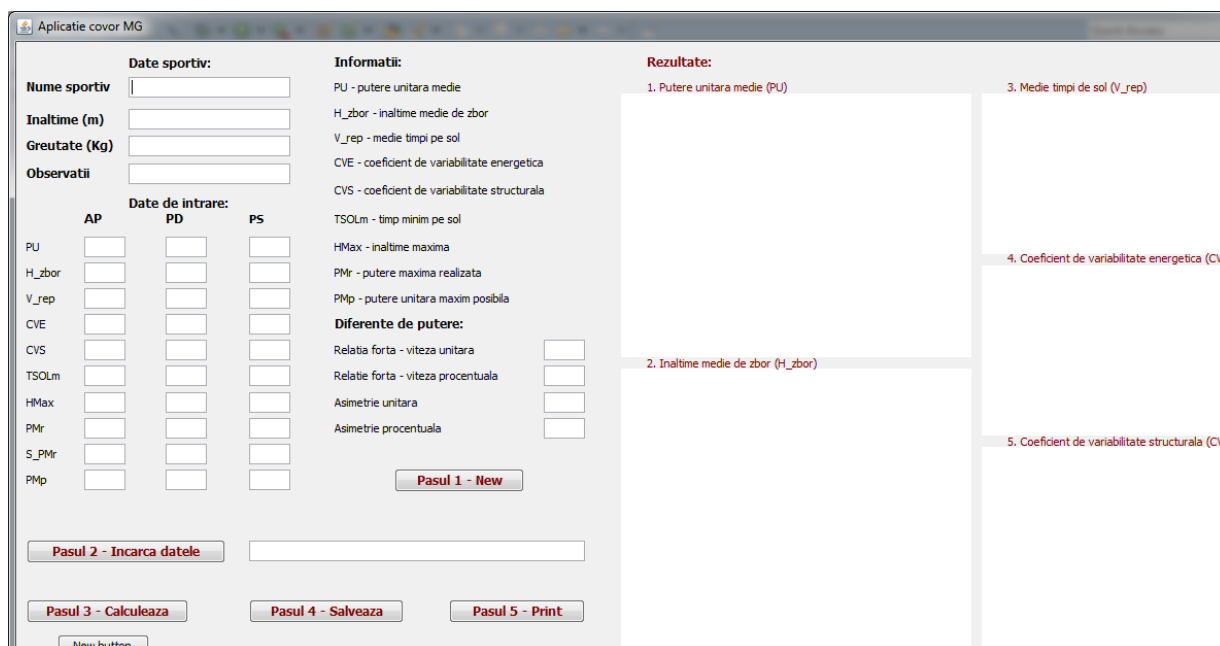 Aplicatie covor MG
Date sportiv:
Nume sportiv
Inaltime (m)
Greutate (Kg)
Observatii
Date de intrare:
AP PD PS
PU
H_zbor
V_rep
CVE
CVS
TSOLm
HMax
PMr
S_PMr
PMp
Informatii:
PU - putere unitara medie
H_zbor - inaltime medie de zbor
V_rep - medie timpi pe sol
CVE - coeficient de variabilitate energetica
CVS - coeficient de variabilitate structurala
TSOLm - timp minim pe sol
HMax - inaltime maxima
PMr - putere maxima realizata
PMp - putere unitara maxim posibila
Diferente de putere:
Relatia forta - viteza unitara
Relatie forta - viteza procentuala
Asimetrie unitara
Asimetrie procentuala
Pasul 1 - New
Pasul 2 - Incarca datele
Pasul 3 - Calculeaza
Pasul 4 - Salveaza
Pasul 5 - Print
New button
Rezultate:
1. Putere unitara medie (PU)
2. Inaltime medie de zbor (H_zbor)
3. Medie timpi de sol (V_rep)
4. Coeficient de variabilitate energetica (CV
5. Coeficient de variabilitate structurala (CV